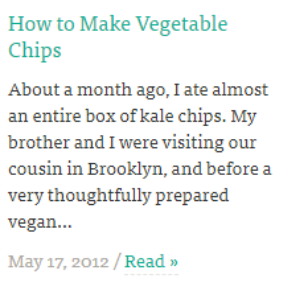 How to Make Vegetable
Chips
About a month ago, I ate almost
an entire box of kale chips. My
brother and I were visiting our
cousin in Brooklyn, and before a
very thoughtfully prepared
vegan...
May 17, 2012 / Read »